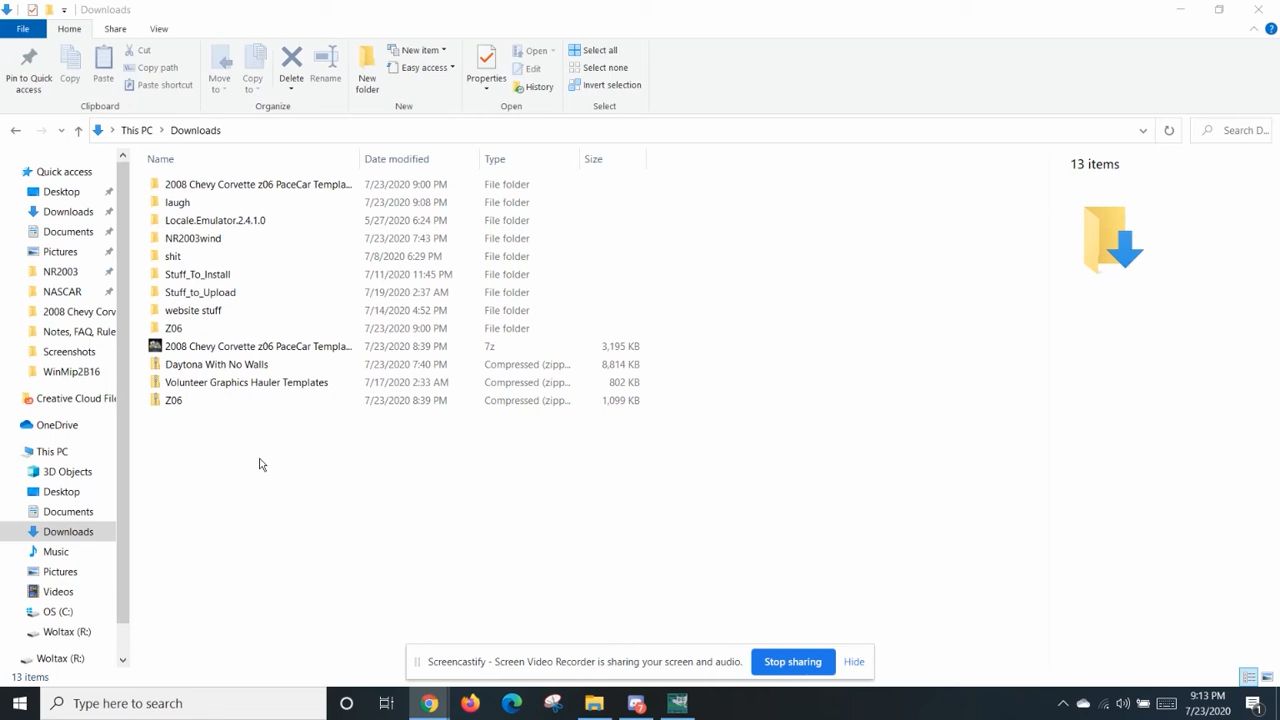 Downloads
File Home Share View
Pin to Quick access
Copy
Paste
Cut
Copy path
Paste shortcut
Clipboard
Move to
Copy to
Delete
Rename
Organize
New folder
New item
Easy access
New
Properties
Open
Edit
History
Open
Select all
Select none
Invert selection
Select
This PC > Downloads
Search D...
Name Date modified Type Size
2008 Chevy Corvette z06 PaceCar Templa... 7/23/2020 9:00 PM File folder
laugh 7/23/2020 9:08 PM File folder
Locale.Emulator.2.4.1.0 5/27/2020 6:24 PM File folder
NR2003wind 7/23/2020 7:43 PM File folder
shit 7/8/2020 6:29 PM File folder
Stuff_To_Install 7/11/2020 11:45 PM File folder
Stuff_to_Upload 7/19/2020 2:37 AM File folder
website stuff 7/14/2020 4:52 PM File folder
Z06 7/23/2020 9:00 PM File folder
2008 Chevy Corvette z06 PaceCar Templa... 7/23/2020 8:39 PM 7z 3,195 KB
Daytona With No Walls 7/23/2020 7:40 PM Compressed (zipp... 8,814 KB
Volunteer Graphics Hauler Templates 7/17/2020 2:33 AM Compressed (zipp... 802 KB
Z06 7/23/2020 8:39 PM Compressed (zipp... 1,099 KB
13 items
Quick access
Desktop
Downloads
Documents
Pictures
NR2003
NASCAR
2008 Chevy Corv
Notes, FAQ, Rule
Screenshots
WinMip2B16
Creative Cloud File
OneDrive
This PC
3D Objects
Desktop
Documents
Downloads
Music
Pictures
Videos
OS (C:)
Woltax (R:)
Woltax (R:)
13 items
Screencastify - Screen Video Recorder is sharing your screen and audio. Stop sharing Hide
Type here to search
9:13 PM
7/23/2020